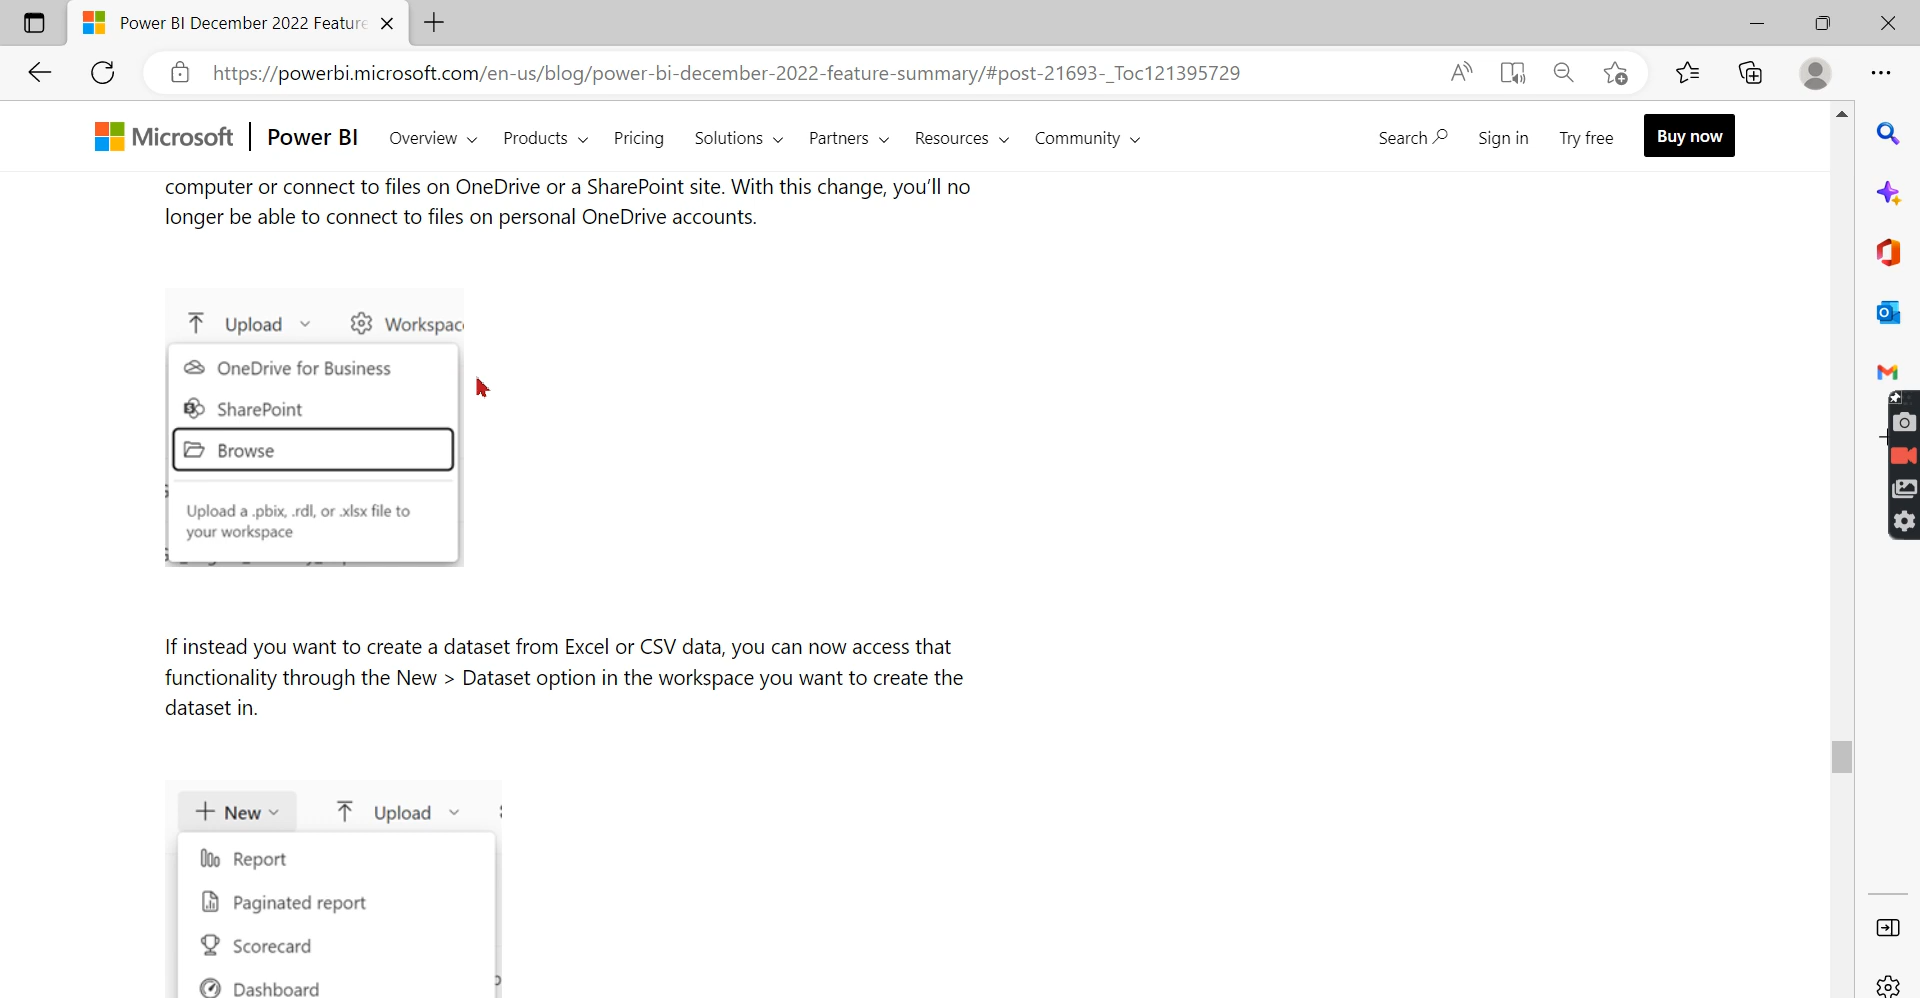 Power BI December 2022 Feature
https://powerbi.microsoft.com/en-us/blog/power-bi-december-2022-feature-summary/#post-21693-_Toc121395729
Microsoft Power BI Overview Products Pricing Solutions Partners Resources Community Search Sign in Try free Buy now
computer or connect to files on OneDrive or a SharePoint site. With this change, you'll no
longer be able to connect to files on personal OneDrive accounts.
Upload Workspac
OneDrive for Business
SharePoint
Browse
Upload a .pbix, .rdl, or .xlsx file to
your workspace
If instead you want to create a dataset from Excel or CSV data, you can now access that
functionality through the New > Dataset option in the workspace you want to create the
dataset in.
New Upload
Report
Paginated report
Scorecard
Dashboard